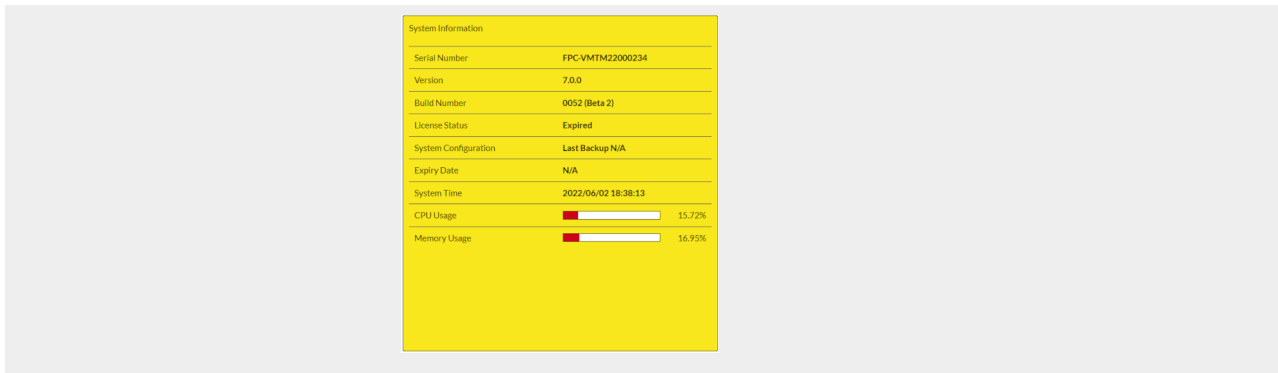 System Information
Serial Number FPC-VMTM22000234
Version 7.0.0
Build Number 0052 (Beta 2)
License Status Expired
System Configuration Last Backup N/A
Expiry Date N/A
System Time 2022/06/02 18:38:13
CPU Usage 15.72%
Memory Usage 16.95%